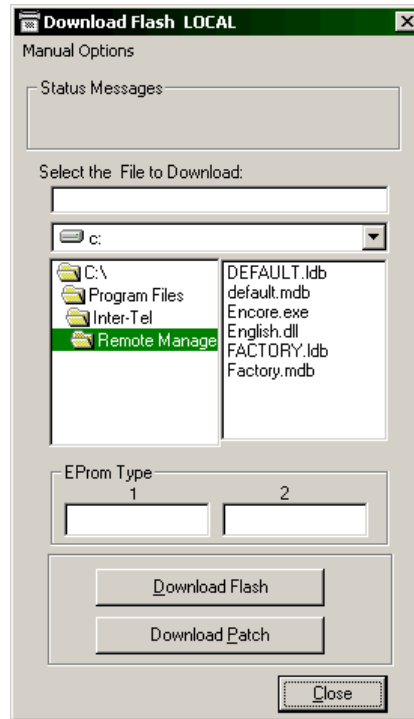 Download Flash LOCAL
Manual Options
Status Messages
Select the File to Download:
c:
C:\
Program Files
Inter-Tel
Remote Manage
DEFAULT.ldb
default.mdb
Encore.exe
English.dll
FACTORY.ldb
Factory.mdb
EProm Type
1 2
Download Flash
Download Patch
Close